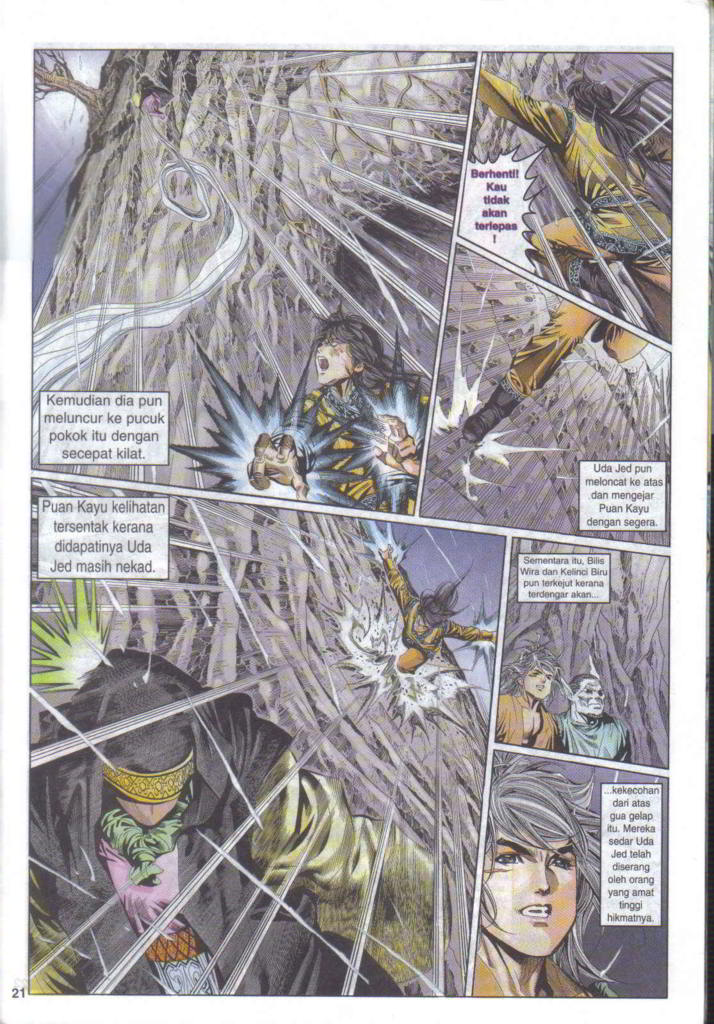 Kemudian dia pun
meluncur ke pucuk
pokok itu dengan
secepat kilat.
Berhenti!
Kau
tidak
akan
terlepas
!
Uda Jed pun
meloncat ke atas
dan mengejar
Puan Kayu
dengan segera.
Puan Kayu kelihatan
tersentak kerana
didapatinya Uda
Jed masih nekad.
Sementara itu, Bilis
Wira dan Kelinci Biru
pun terkejut kerana
terdengar akan...
...kekecohan
dari atas
gua gelap
itu. Mereka
sedar Uda
Jed telah
diserang
oleh orang
yang amat
tinggi
hikmatnya.
21